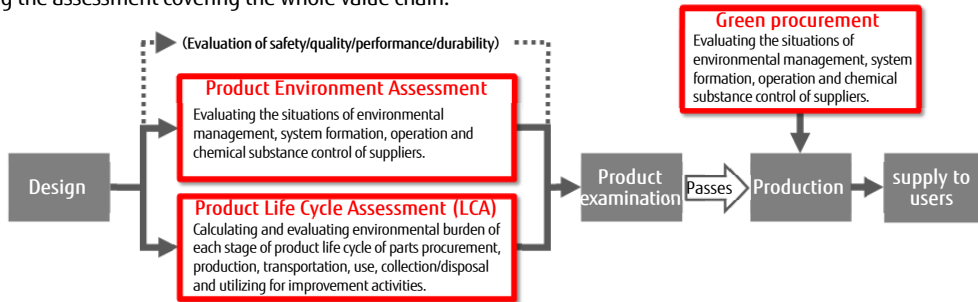 g the assessment covering the whole value chain.
(Evaluation of safety/quality/performance/durability)
Product Environment Assessment
Evaluating the situations of environmental
management, system formation, operation and
chemical substance control of suppliers.
Design
Product Life Cycle Assessment (LCA)
Calculating and evaluating environmental burden of
each stage of product life cycle of parts procurement,
production, transportation, use, collection/disposal
and utilizing for improvement activities.
Product
examination
Passes
Green procurement
Evaluating the situations of
environmental management, system
formation, operation and chemical
substance control of suppliers.
Production
supply to
users